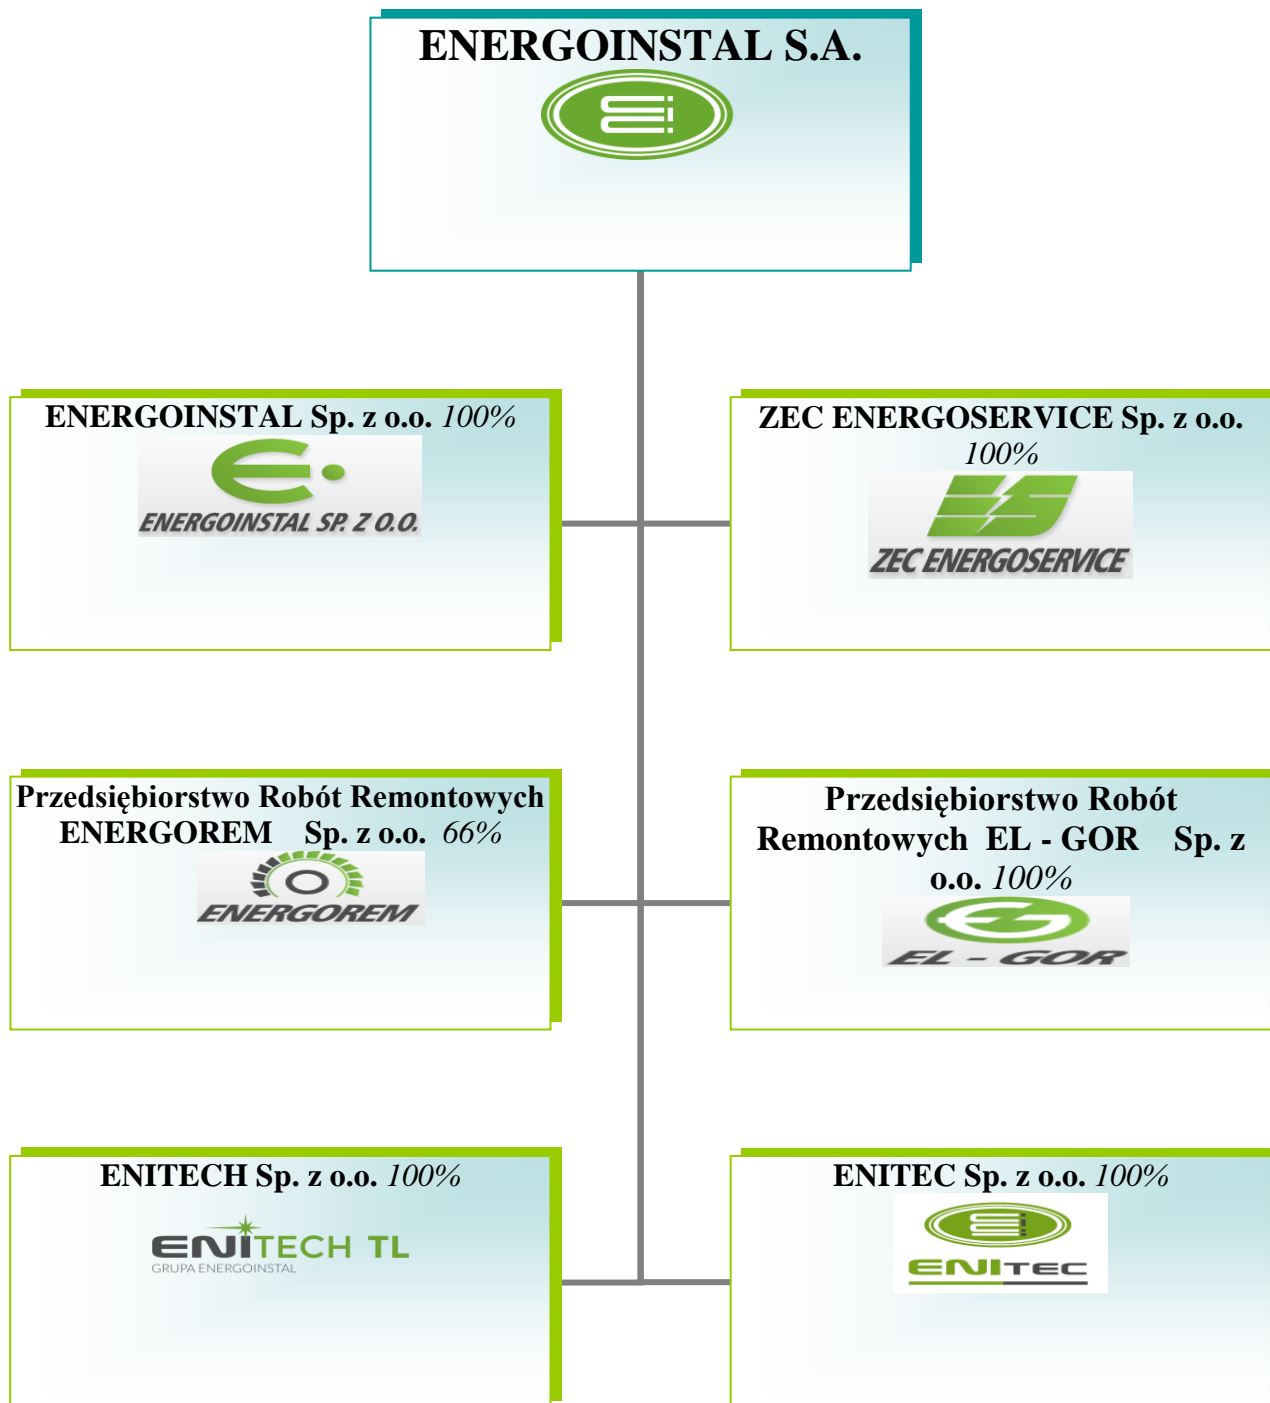 ENERGOINSTAL S.A.
ENERGOINSTAL Sp. z o.o. 100%
ENERGOINSTAL SP. Z O.O.
ZEC ENERGOSERVICE Sp. z o.o.
100%
ZEC ENERGOSERVICE
Przedsiębiorstwo Robót Remontowych
ENERGOREM Sp. z o.o. 66%
ENERGOREM
Przedsiębiorstwo Robót
Remontowych EL - GOR Sp. z
o.o. 100%
EL - GOR
ENITECH Sp. z o.o. 100%
ENITECH TL
GRUPA ENERGOINSTAL
ENITEC Sp. z o.o. 100%
ENITEC